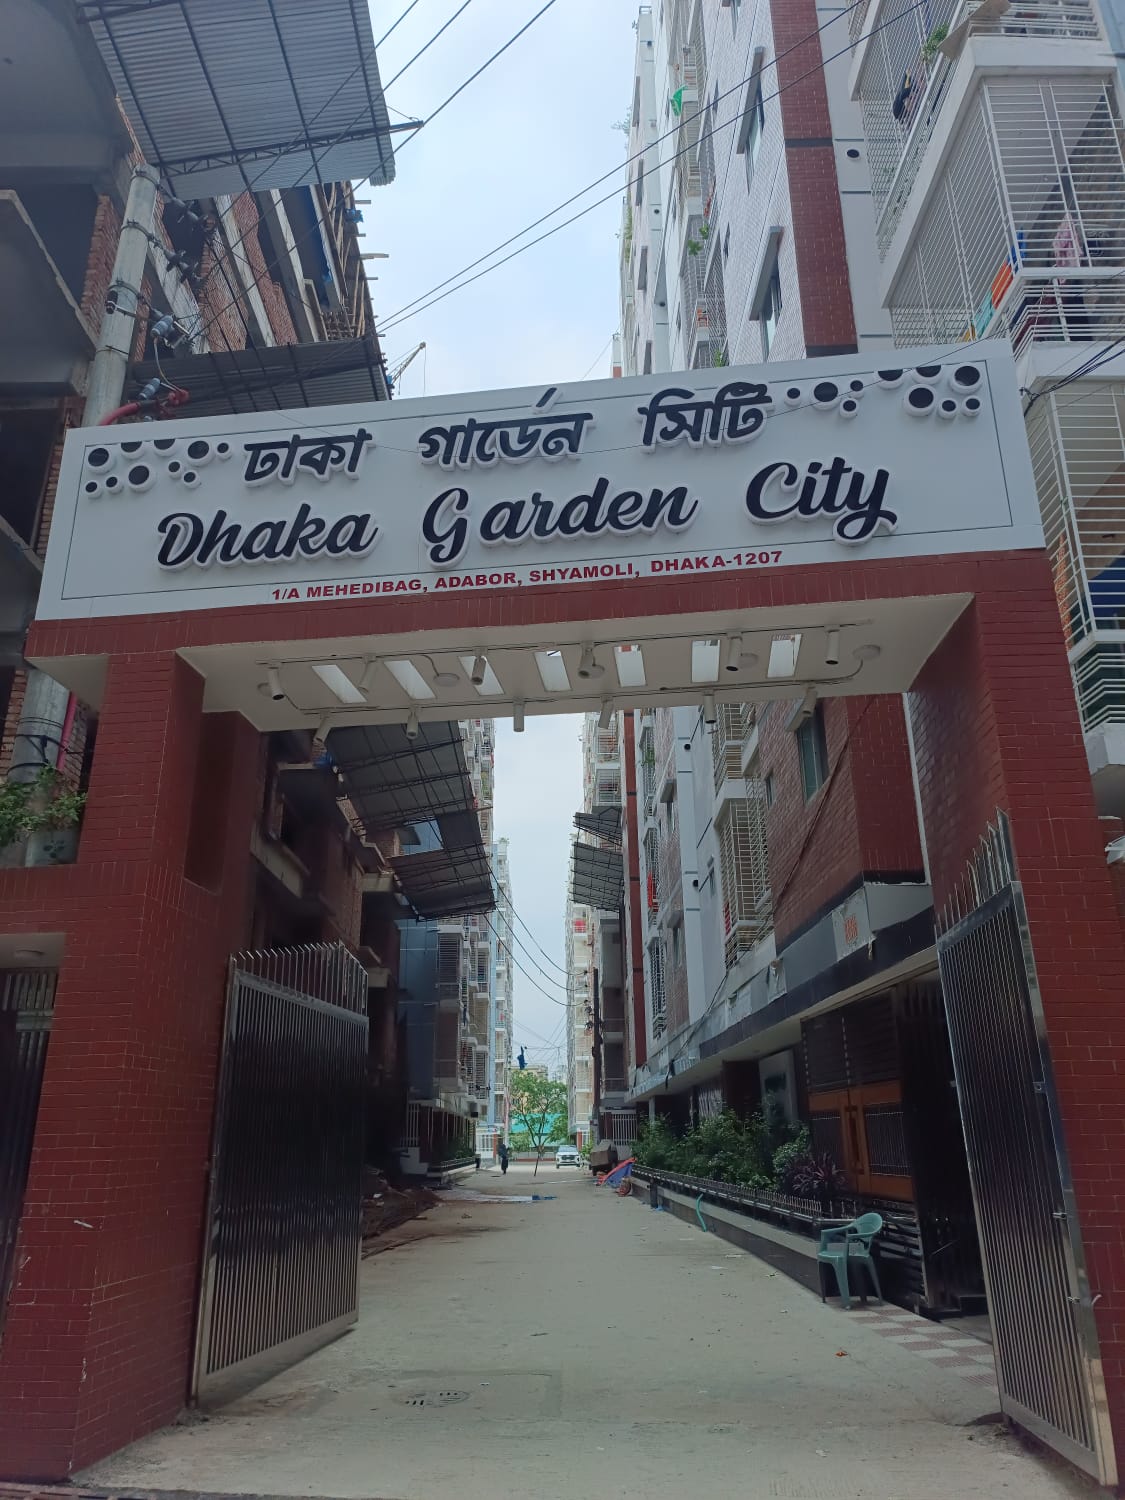 ঢাকা গার্ডেন সিটি
Dhaka Garden City
1/A MEHEDIBAG, ADABOR, SHYAMOLI, DHAKA-1207